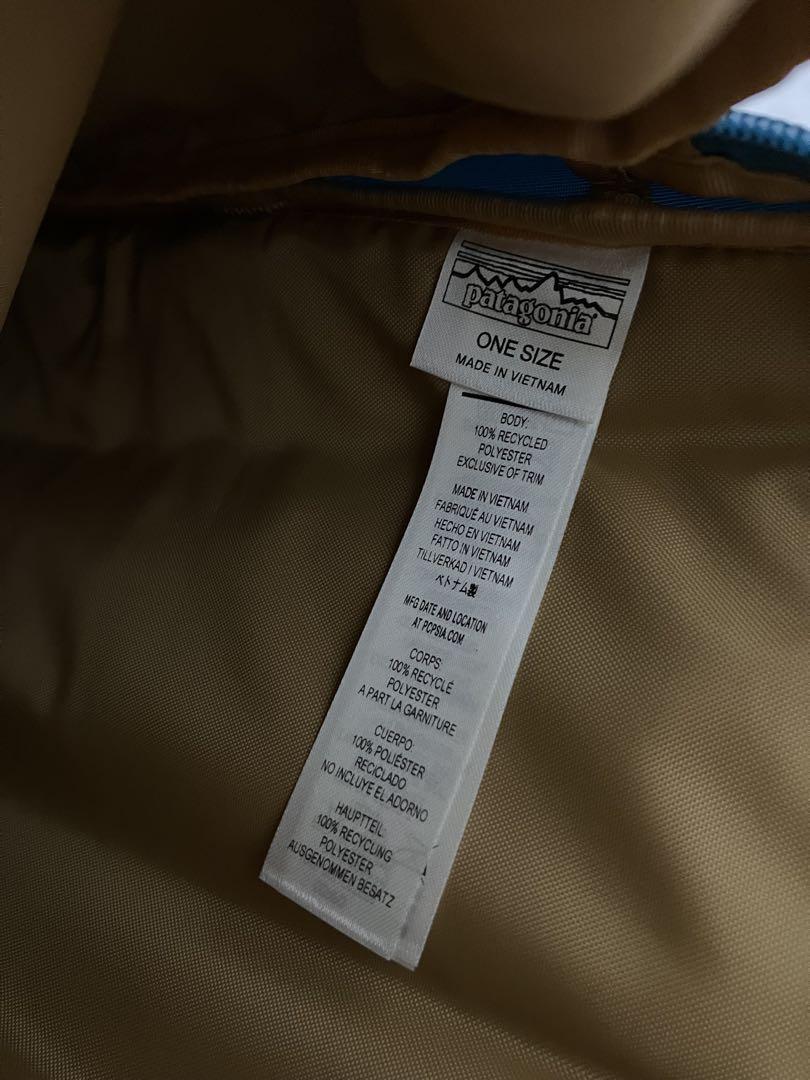 patagonia
ONE SIZE
MADE IN VIETNAM
BODY:
100% RECYCLED
POLYESTER
EXCLUSIVE OF TRIM
MADE IN VIETNAM
FABRIQUÉ AU VIETNAM
HECHO EN VIETNAM
FATTO IN VIETNAM
TILLVERKAD I VIETNAM
ベトナム製
MFG DATE AND LOCATION
AT PCPSIA.COM
CORPS:
100% RECYCLÉ
POLYESTER
A PART LA GARNITURE
CUERPO:
100% POLIÉSTER
RECICLADO
NO INCLUYE EL ADORNO
HAUPTTEIL:
100% RECYCLING
POLYESTER
AUSGENOMMEN BESATZ